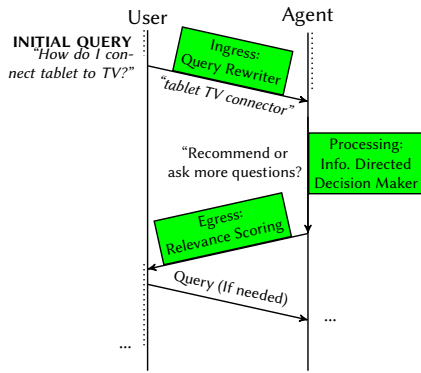 User
Agent
INITIAL QUERY
"How do I con-
nect tablet to TV?"
Ingress:
Query Rewriter
"tablet TV connector"
"Recommend or
ask more questions?
Processing:
Info. Directed
Decision Maker
Egress:
Relevance Scoring
Query (If needed)
...
...